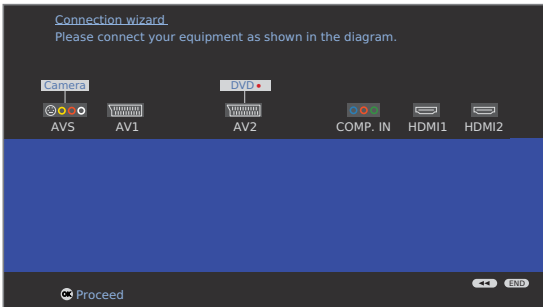 Connection wizard
Please connect your equipment as shown in the diagram.
Camera DVD
AVS AV1 AV2 COMP. IN HDMI1 HDMI2
OK Proceed
END